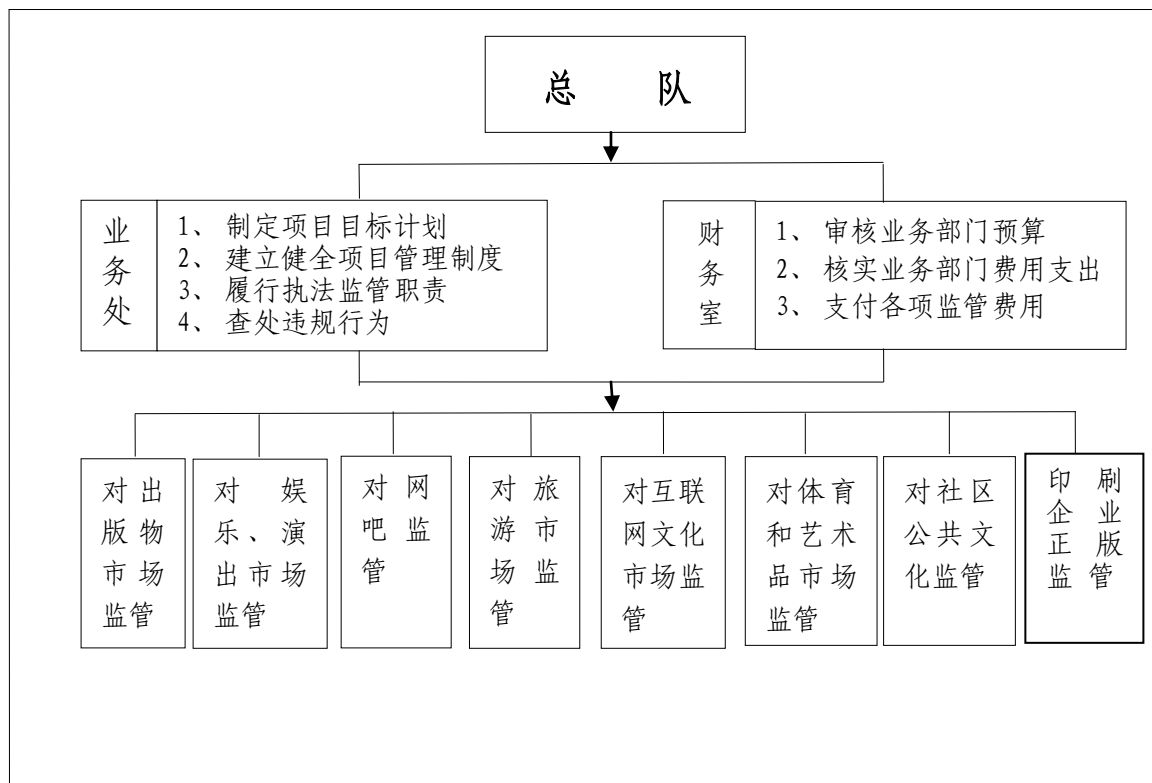 总 队
业
务
处
1、 制定项目目标计划
2、 建立健全项目管理制度
3、 履行执法监管职责
4、 查处违规行为
财
务
室
1、 审核业务部门预算
2、 核实业务部门费用支出
3、 支付各项监管费用
对出
版物
市场
监管
对娱
乐、演
出市场
监管
对网
吧监
管
对旅
游市
场监
管
对互联
网文化
市场监
管
对体育
和艺术
品市场
监管
对社区
公共文
化监管
印刷
企业
正版
监管